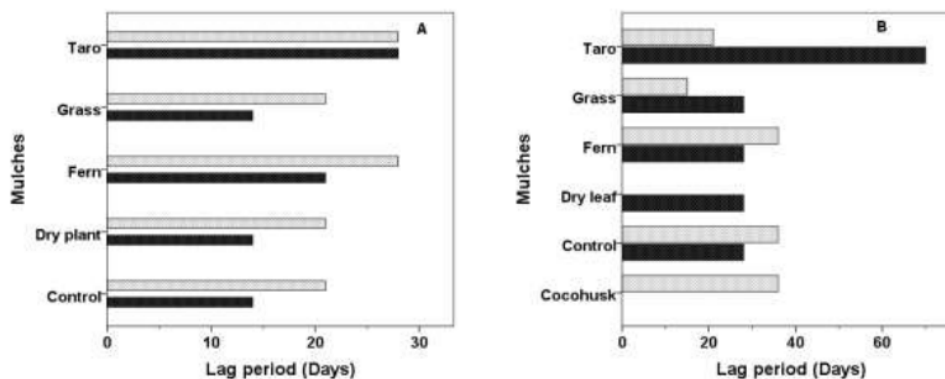 A
Taro
Grass
Fern
Dry plant
Control
Mulches
0 10 20 30
Lag period (Days)
B
Taro
Grass
Fern
Dry leaf
Control
Cocohusk
Mulches
0 20 40 60
Lag period (Days)